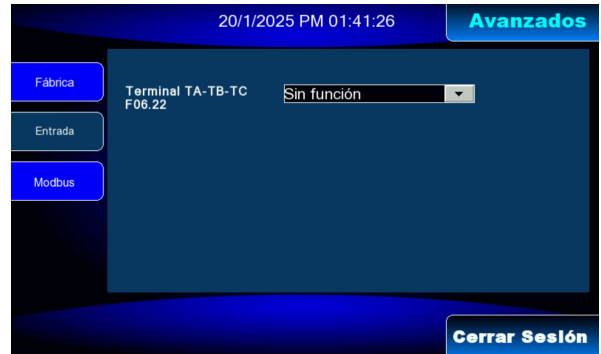 20/1/2025 PM 01:41:26
Avanzados
Fábrica
Terminal TA-TB-TC
F06.22
Sin función
Entrada
Modbus
Cerrar Sesión